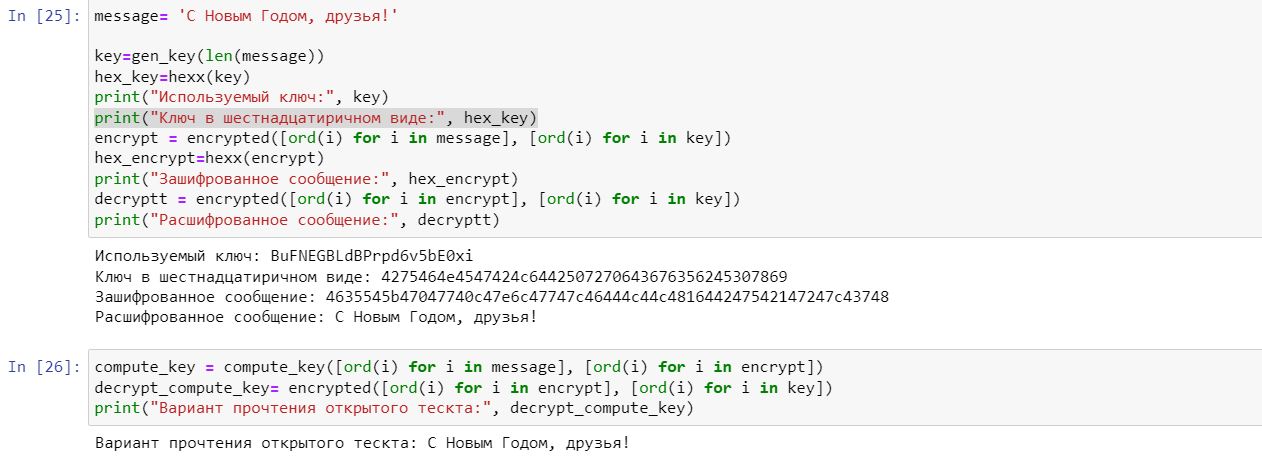 In [25]: message= 'С Новым Годом, друзья!'
key=gen_key(len(message))
hex_key=hexx(key)
print("Используемый ключ:", key)
print("Ключ в шестнадцатиричном виде:", hex_key)
encrypt = encrypted([ord(i) for i in message], [ord(i) for i in key])
hex_encrypt=hexx(encrypt)
print("Зашифрованное сообщение:", hex_encrypt)
decryptt = encrypted([ord(i) for i in encrypt], [ord(i) for i in key])
print("Расшифрованное сообщение:", decryptt)
Используемый ключ: BuFNEGBLdBPrpd6v5bE0xi
Ключ в шестнадцатиричном виде: 4275464e4547424c644250727064367635624530​7869
Зашифрованное сообщение: 4635545b47047740c47e6c47747c46444c44c481644247542147247c43748
Расшифрованное сообщение: С Новым Годом, друзья!
In [26]: compute_key = compute_key([ord(i) for i in message], [ord(i) for i in encrypt])
decrypt_compute_key= encrypted([ord(i) for i in encrypt], [ord(i) for i in key])
print("Вариант прочтения открытого тескта:", decrypt_compute_key)
Вариант прочтения открытого тескта: С Новым Годом, друзья!